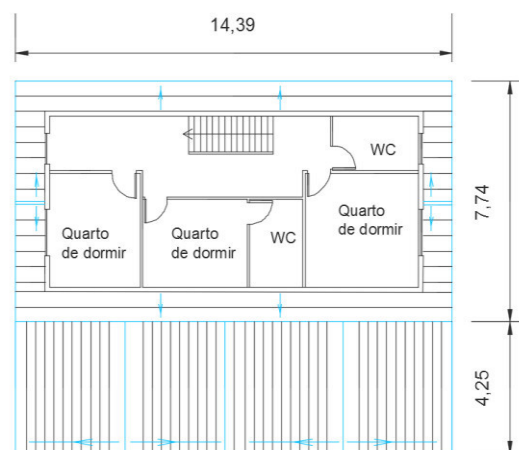 14,39
WC
Quarto
de dormir
Quarto
de dormir
WC
Quarto
de dormir
7,74
4,25